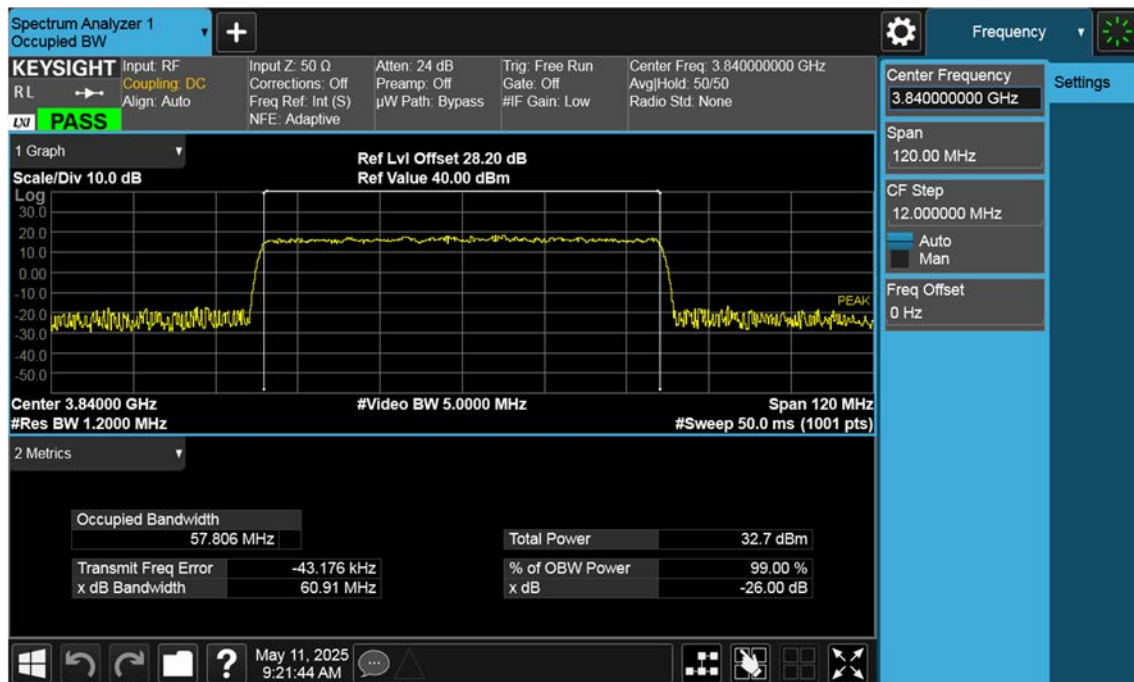 Spectrum Analyzer 1
Occupied BW
Frequency
KEYSIGHT
R L
LXI
PASS
Input: RF
Coupling: DC
Align: Auto
Input Z: 50 Ω
Corrections: Off
Freq Ref: Int (S)
NFE: Adaptive
Atten: 24 dB
Preamp: Off
µW Path: Bypass
Trig: Free Run
Gate: Off
#IF Gain: Low
Center Freq: 3.840000000 GHz
Avg|Hold: 50/50
Radio Std: None
Center Frequency
3.840000000 GHz
Settings
Span
120.00 MHz
CF Step
12.000000 MHz
Auto
Man
Freq Offset
0 Hz
1 Graph
Scale/Div 10.0 dB
Ref Lvl Offset 28.20 dB
Ref Value 40.00 dBm
Log
30.0
20.0
10.0
0.00
-10.0
-20.0
-30.0
-40.0
-50.0
PEAK
Center 3.84000 GHz
#Video BW 5.0000 MHz
Span 120 MHz
#Res BW 1.2000 MHz
#Sweep 50.0 ms (1001 pts)
2 Metrics
Occupied Bandwidth
57.806 MHz
Total Power 32.7 dBm
Transmit Freq Error -43.176 kHz
% of OBW Power 99.00 %
x dB Bandwidth 60.91 MHz
x dB -26.00 dB
?
May 11, 2025
9:21:44 AM